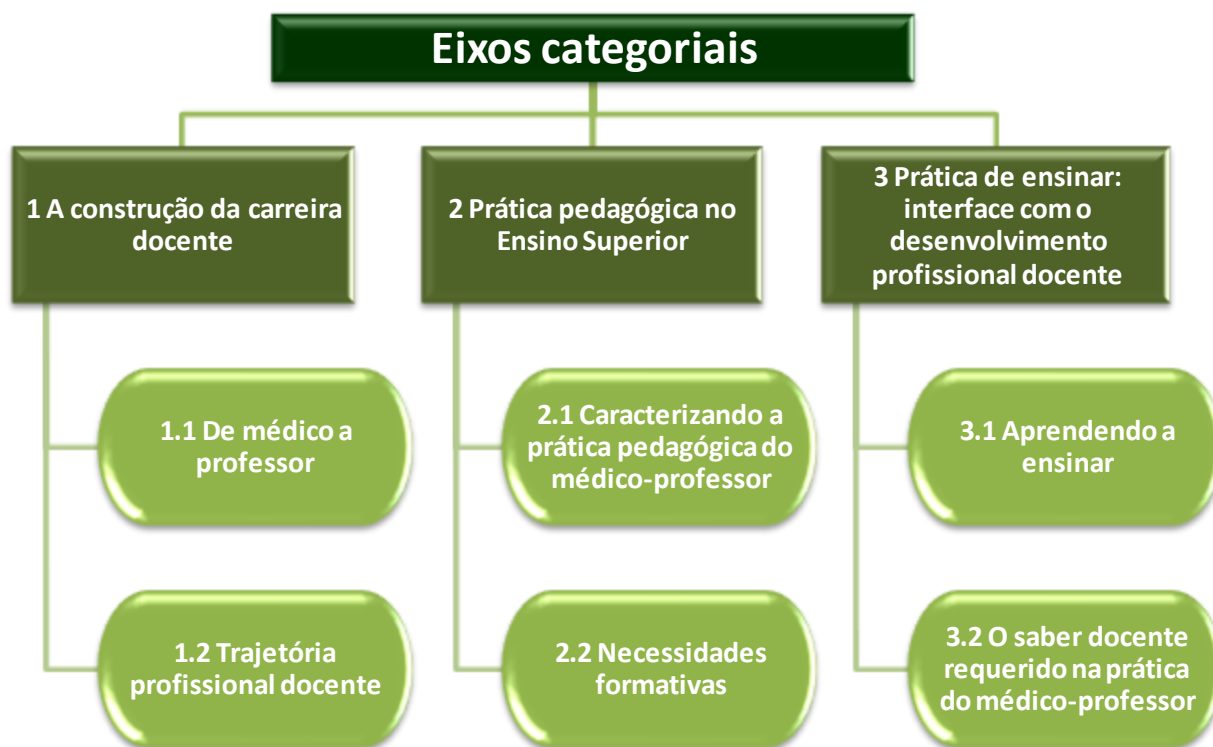 Eixos categoriais
1 A construção da carreira
docente
2 Prática pedagógica no
Ensino Superior
3 Prática de ensinar:
interface com o
desenvolvimento
profissional docente
1.1 De médico a
professor
2.1 Caracterizando a
prática pedagógica do
médico-professor
3.1 Aprendendo a
ensinar
1.2 Trajetória
profissional docente
2.2 Necessidades
formativas
3.2 O saber docente
requerido na prática
do médico-professor